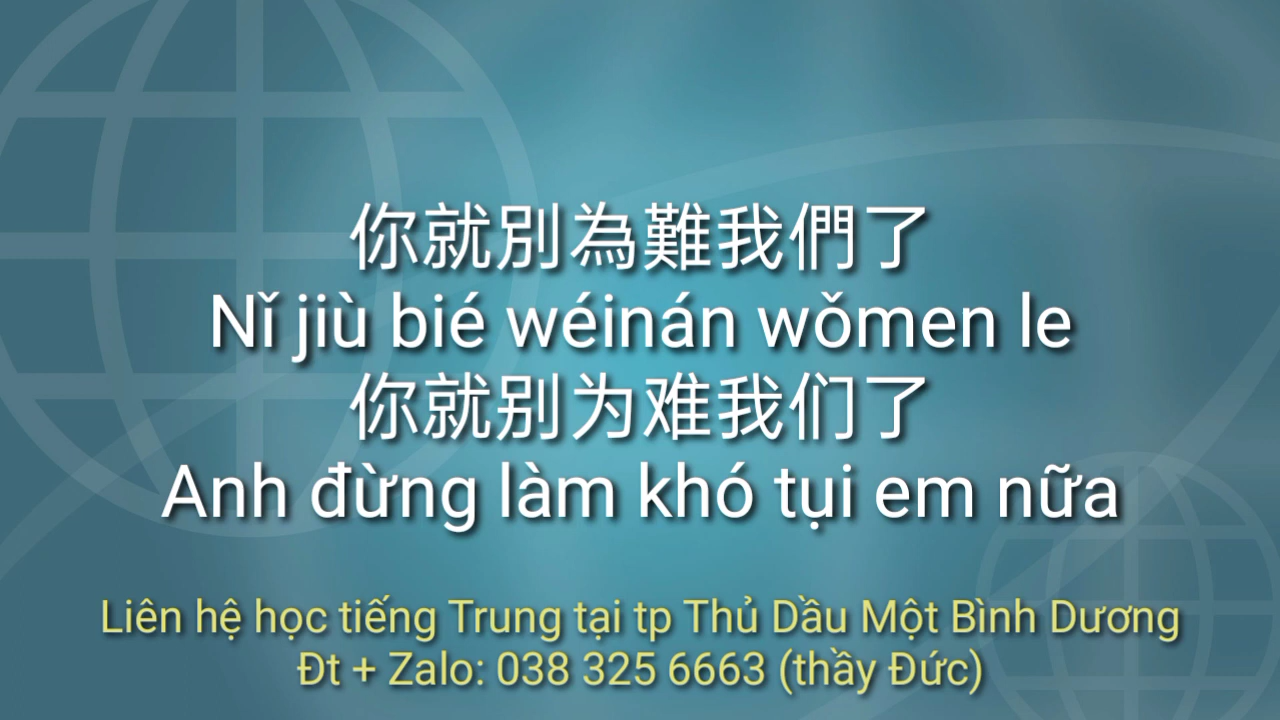 你就別為難我們了
Nǐ jiù bié wéinán wǒmen le
你就别为难我们了
Anh đừng làm khó tụi em nữa
Liên hệ học tiếng Trung tại tp Thủ Dầu Một Bình Dương
Đt + Zalo: 038 325 6663 (thầy Đức)